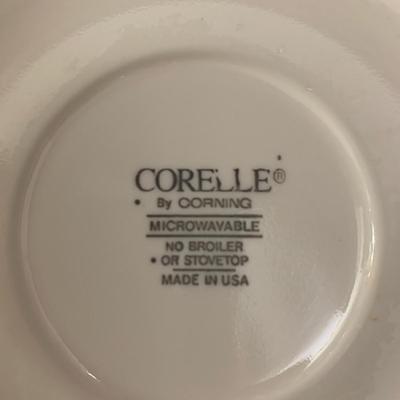 CORELLE®
• By CORNING
MICROWAVABLE
NO BROILER
• OR STOVETOP
MADE IN USA